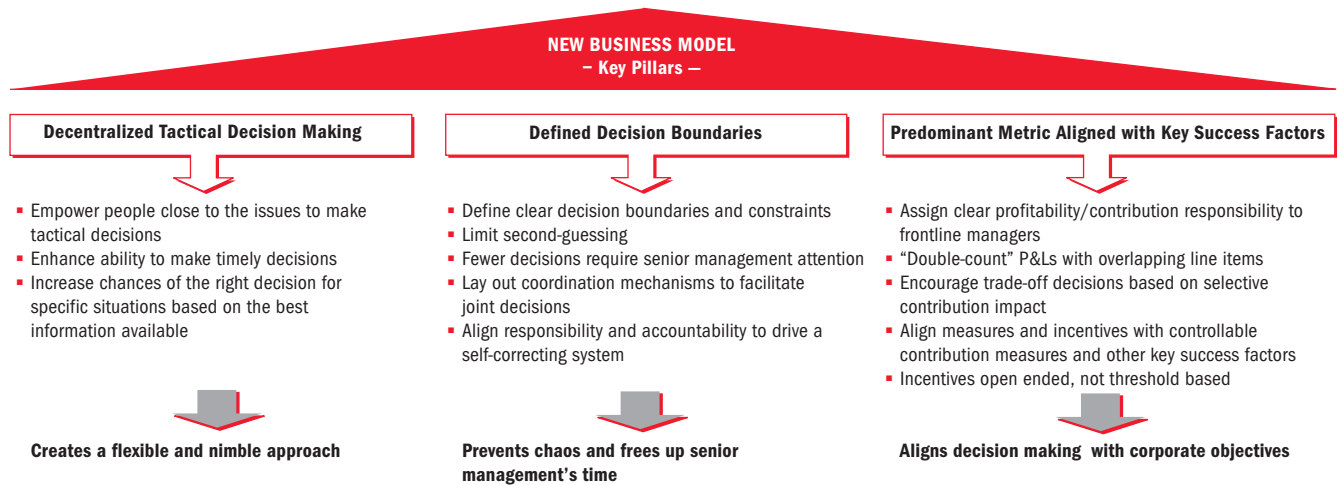 NEW BUSINESS MODEL
– Key Pillars —
Decentralized Tactical Decision Making
▪ Empower people close to the issues to make
tactical decisions
▪ Enhance ability to make timely decisions
▪ Increase chances of the right decision for
specific situations based on the best
information available
Creates a flexible and nimble approach
Defined Decision Boundaries
▪ Define clear decision boundaries and constraints
▪ Limit second-guessing
▪ Fewer decisions require senior management attention
▪ Lay out coordination mechanisms to facilitate
joint decisions
▪ Align responsibility and accountability to drive a
self-correcting system
Prevents chaos and frees up senior
management’s time
Predominant Metric Aligned with Key Success Factors
▪ Assign clear profitability/contribution responsibility to
frontline managers
▪ “Double-count” P&Ls with overlapping line items
▪ Encourage trade-off decisions based on selective
contribution impact
▪ Align measures and incentives with controllable
contribution measures and other key success factors
▪ Incentives open ended, not threshold based
Aligns decision making with corporate objectives